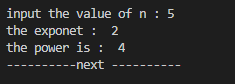 input the value of n : 5
the exponet :  2
the power is :  4
----------next ----------